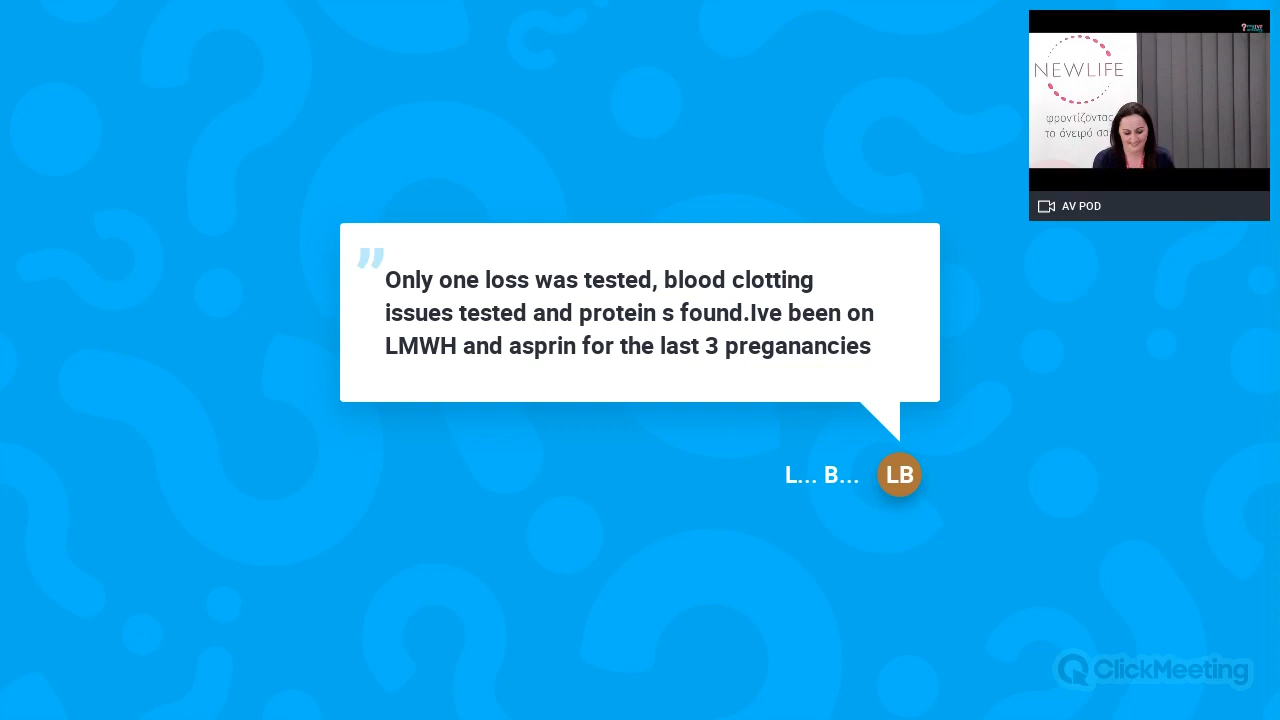 NEWLIFE
φροντίζοντας
το όνειρό σα
AV POD
”
Only one loss was tested, blood clotting
issues tested and protein s found.Ive been on
LMWH and asprin for the last 3 preganancies
L... B...
LB
ClickMeeting